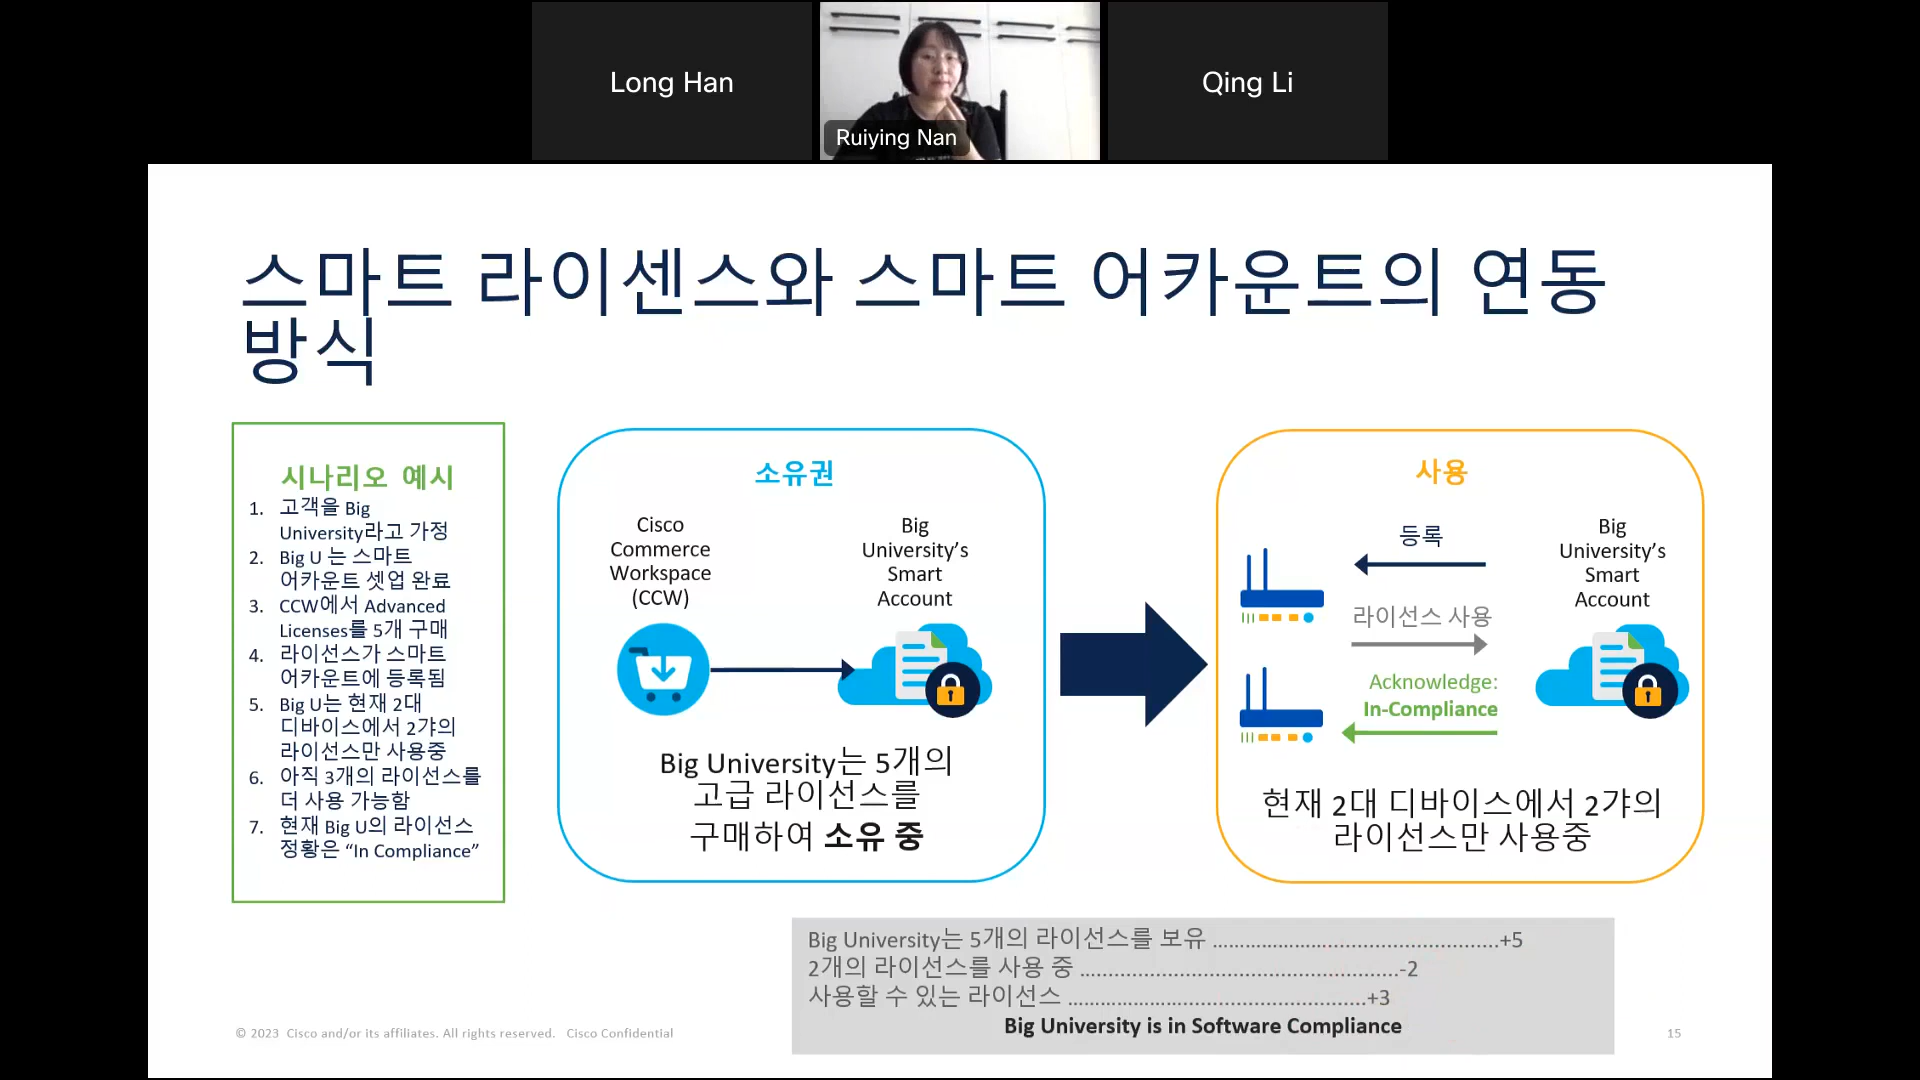 Long Han
Ruiying Nan
Qing Li
스마트 라이센스와 스마트 어카운트의 연동
방식
시나리오 예시
1. 고객을 Big
University라고 가정
2. Big U 는 스마트
어카운트 셋업 완료
3. CCW에서 Advanced
Licenses를 5개 구매
4. 라이선스가 스마트
어카운트에 등록됨
5. Big U는 현재 2대
디바이스에서 2갸의
라이선스만 사용중
6. 아직 3개의 라이선스를
더 사용 가능함
7. 현재 Big U의 라이선스
정황은 “In Compliance”
소유권
Cisco
Commerce
Workspace
(CCW)
Big
University’s
Smart
Account
Big University는 5개의
고급 라이선스를
구매하여 소유 중
사용
등록
라이선스 사용
Acknowledge:
In-Compliance
Big
University’s
Smart
Account
현재 2대 디바이스에서 2갸의
라이선스만 사용중
Big University는 5개의 라이선스를 보유 ................................................+5
2개의 라이선스를 사용 중 ......................................................-2
사용할 수 있는 라이선스 ..................................................+3
Big University is in Software Compliance
© 2023 Cisco and/or its affiliates. All rights reserved. Cisco Confidential
15